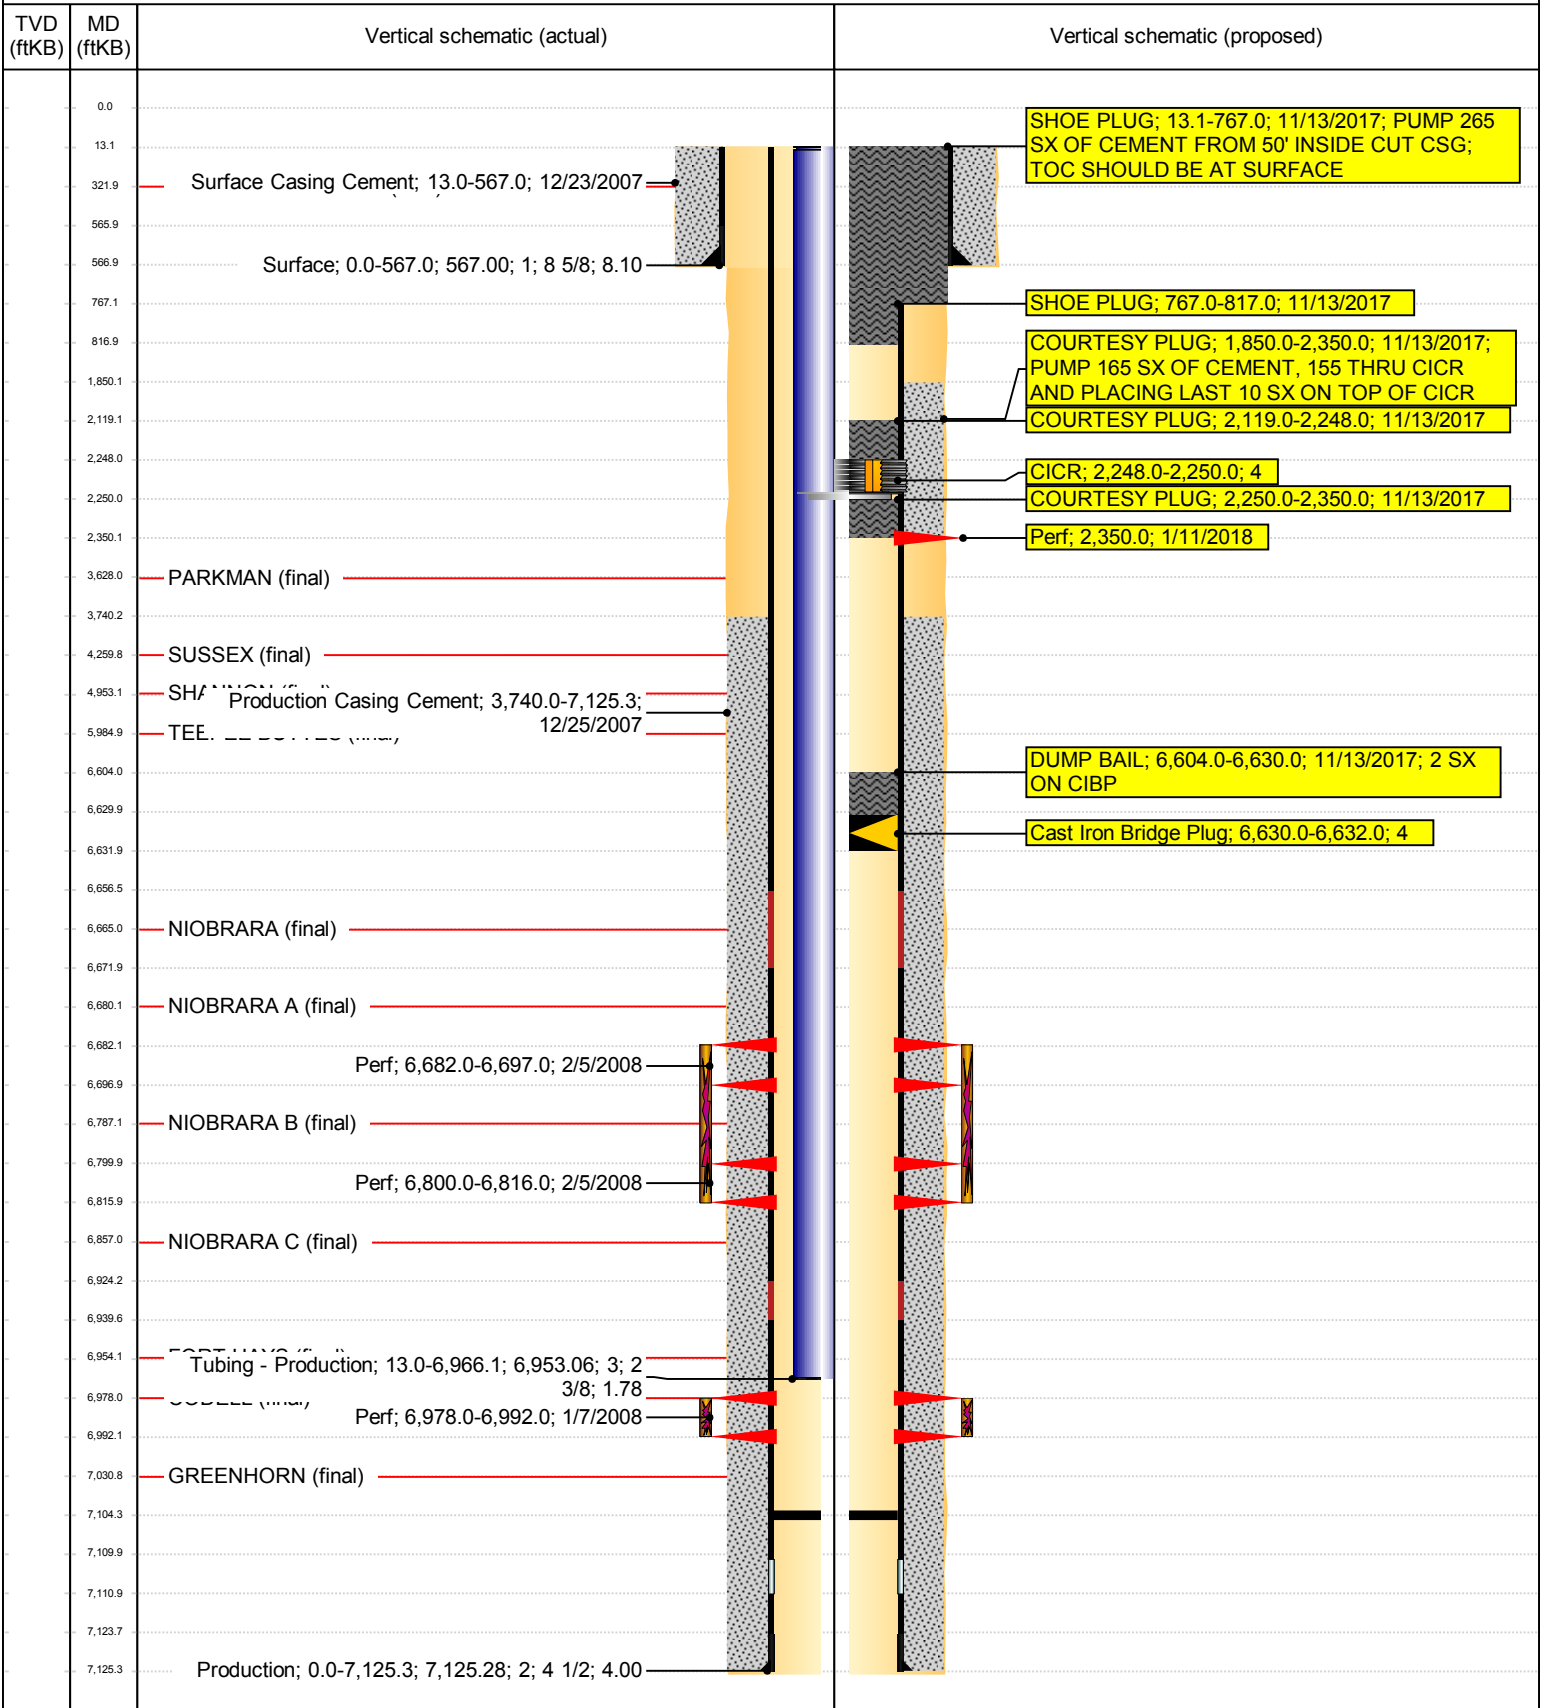 TVD (ftKB)
MD (ftKB)
Vertical schematic (actual)
Vertical schematic (proposed)
0.0
13.1
321.9
565.9
566.9
767.1
816.9
1,850.1
2,119.1
2,248.0
2,250.0
2,350.1
3,628.0
3,740.2
4,259.8
4,953.1
5,984.9
6,604.0
6,629.9
6,631.9
6,656.5
6,665.0
6,671.9
6,680.1
6,682.1
6,696.9
6,787.1
6,799.9
6,815.9
6,857.0
6,924.2
6,939.6
6,954.1
6,978.0
6,992.1
7,030.8
7,104.3
7,109.9
7,110.9
7,123.7
7,125.3
Surface Casing Cement; 13.0-567.0; 12/23/2007
Surface; 0.0-567.0; 567.00; 1; 8 5/8; 8.10
PARKMAN (final)
SUSSEX (final)
Production Casing Cement; 3,740.0-7,125.3;
12/25/2007
NIOBRARA (final)
NIOBRARA A (final)
Perf; 6,682.0-6,697.0; 2/5/2008
NIOBRARA B (final)
Perf; 6,800.0-6,816.0; 2/5/2008
NIOBRARA C (final)
Tubing - Production; 13.0-6,966.1; 6,953.06; 3; 2
3/8; 1.78
Perf; 6,978.0-6,992.0; 1/7/2008
GREENHORN (final)
Production; 0.0-7,125.3; 7,125.28; 2; 4 1/2; 4.00
SHOE PLUG; 13.1-767.0; 11/13/2017; PUMP 265
SX OF CEMENT FROM 50' INSIDE CUT CSG;
TOC SHOULD BE AT SURFACE
SHOE PLUG; 767.0-817.0; 11/13/2017
COURTESY PLUG; 1,850.0-2,350.0; 11/13/2017;
PUMP 165 SX OF CEMENT, 155 THRU CICR
AND PLACING LAST 10 SX ON TOP OF CICR
COURTESY PLUG; 2,119.0-2,248.0; 11/13/2017
CICR; 2,248.0-2,250.0; 4
COURTESY PLUG; 2,250.0-2,350.0; 11/13/2017
Perf; 2,350.0; 1/11/2018
DUMP BAIL; 6,604.0-6,630.0; 11/13/2017; 2 SX
ON CIBP
Cast Iron Bridge Plug; 6,630.0-6,632.0; 4